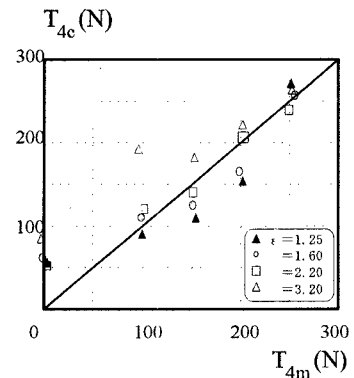 T4c(N)
300
200
100
▲ ε=1.25
○ =1.60
□ =2.20
△ =3.20
0 100 200 300
T4m(N)